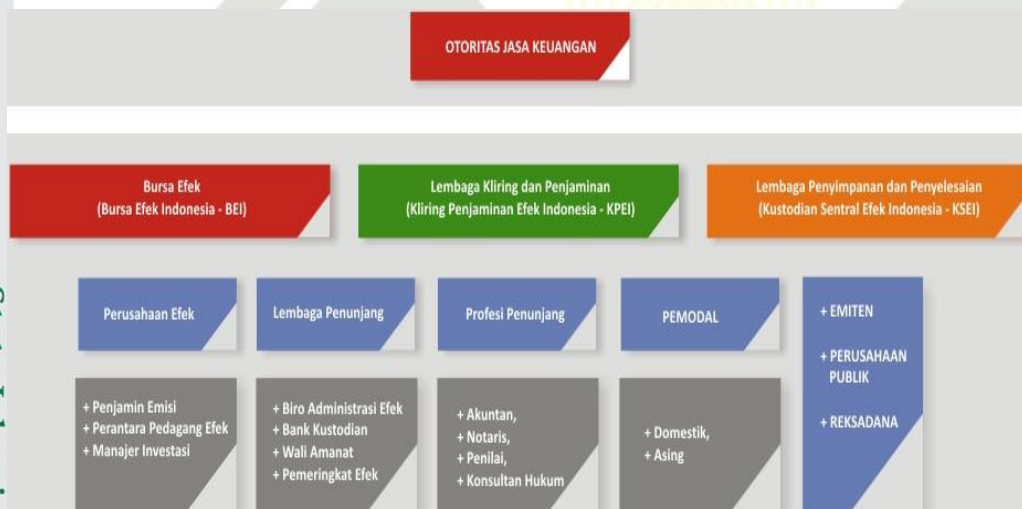 OTORITAS JASA KEUANGAN
Bursa Efek
(Bursa Efek Indonesia - BEI)
Lembaga Kliring dan Penjaminan
(Kliring Penjaminan Efek Indonesia - KPEI)
Lembaga Penyimpanan dan Penyelesaian
(Kustodian Sentral Efek Indonesia - KSEI)
Perusahaan Efek
+ Penjamin Emisi
+ Perantara Pedagang Efek
+ Manajer Investasi
Lembaga Penunjang
+ Biro Administrasi Efek
+ Bank Kustodian
+ Wali Amanat
+ Pemeringkat Efek
Profesi Penunjang
+ Akuntan,
+ Notaris,
+ Penilai,
+ Konsultan Hukum
PEMODAL
+ Domestik,
+ Asing
+ EMITEN
+ PERUSAHAAN
PUBLIK
+ REKSADANA